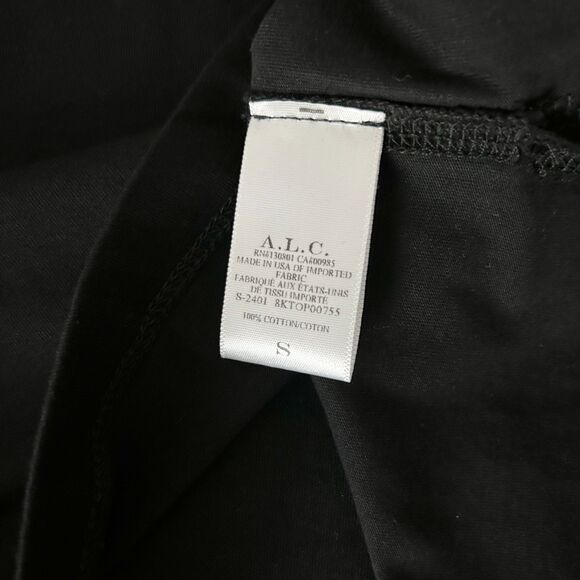 A.L.C.
RN#130801 CA#00985
MADE IN USA OF IMPORTED
FABRIC
FABRIQUÉ AUX ÉTATS-UNIS
DE TISSU IMPORTÉ
S-2401 8KTOP00755
100% COTTON/COTON
S